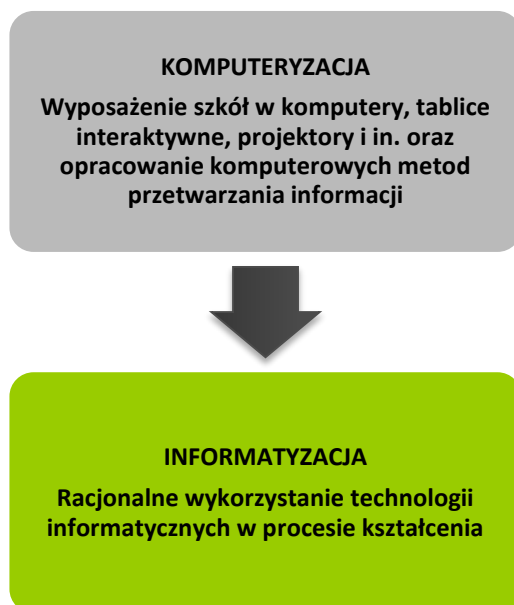 KOMPUTERYZACJA
Wyposażenie szkół w komputery, tablice
interaktywne, projektory i in. oraz
opracowanie komputerowych metod
przetwarzania informacji
INFORMATYZACJA
Racjonalne wykorzystanie technologii
informatycznych w procesie kształcenia